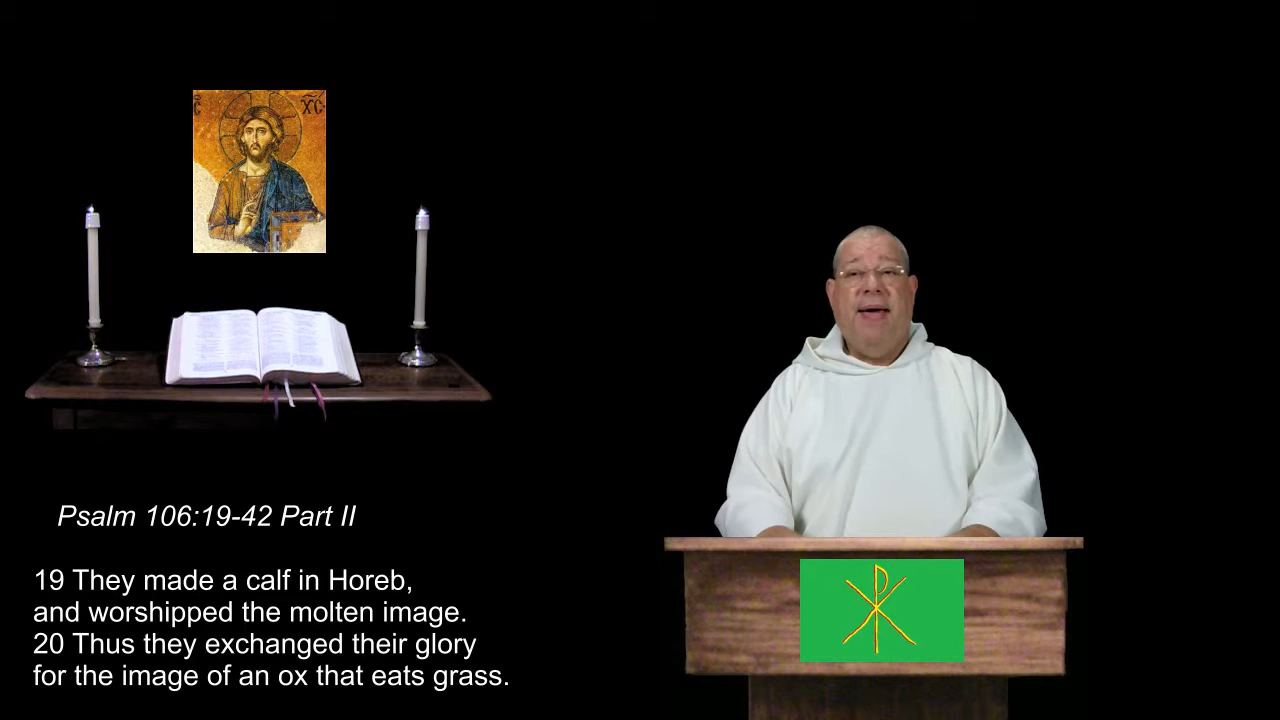 ΧC
Psalm 106:19-42 Part II
19 They made a calf in Horeb,
and worshipped the molten image.
20 Thus they exchanged their glory
for the image of an ox that eats grass.